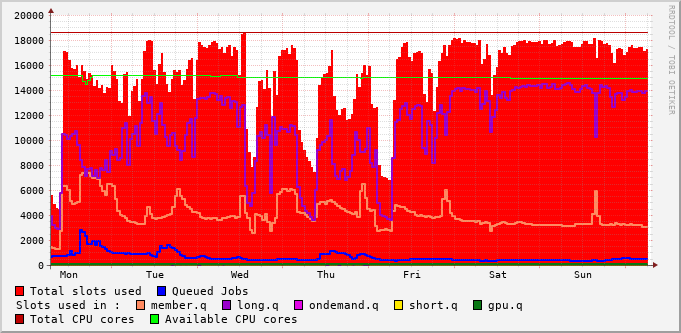 RRDTOOL / TOBI OETIKER
20000
18000
16000
14000
12000
10000
8000
6000
4000
2000
0
Mon Tue Wed Thu Fri Sat Sun
Total slots used Queued Jobs
Slots used in : member.q long.q ondemand.q short.q gpu.q
Total CPU cores Available CPU cores